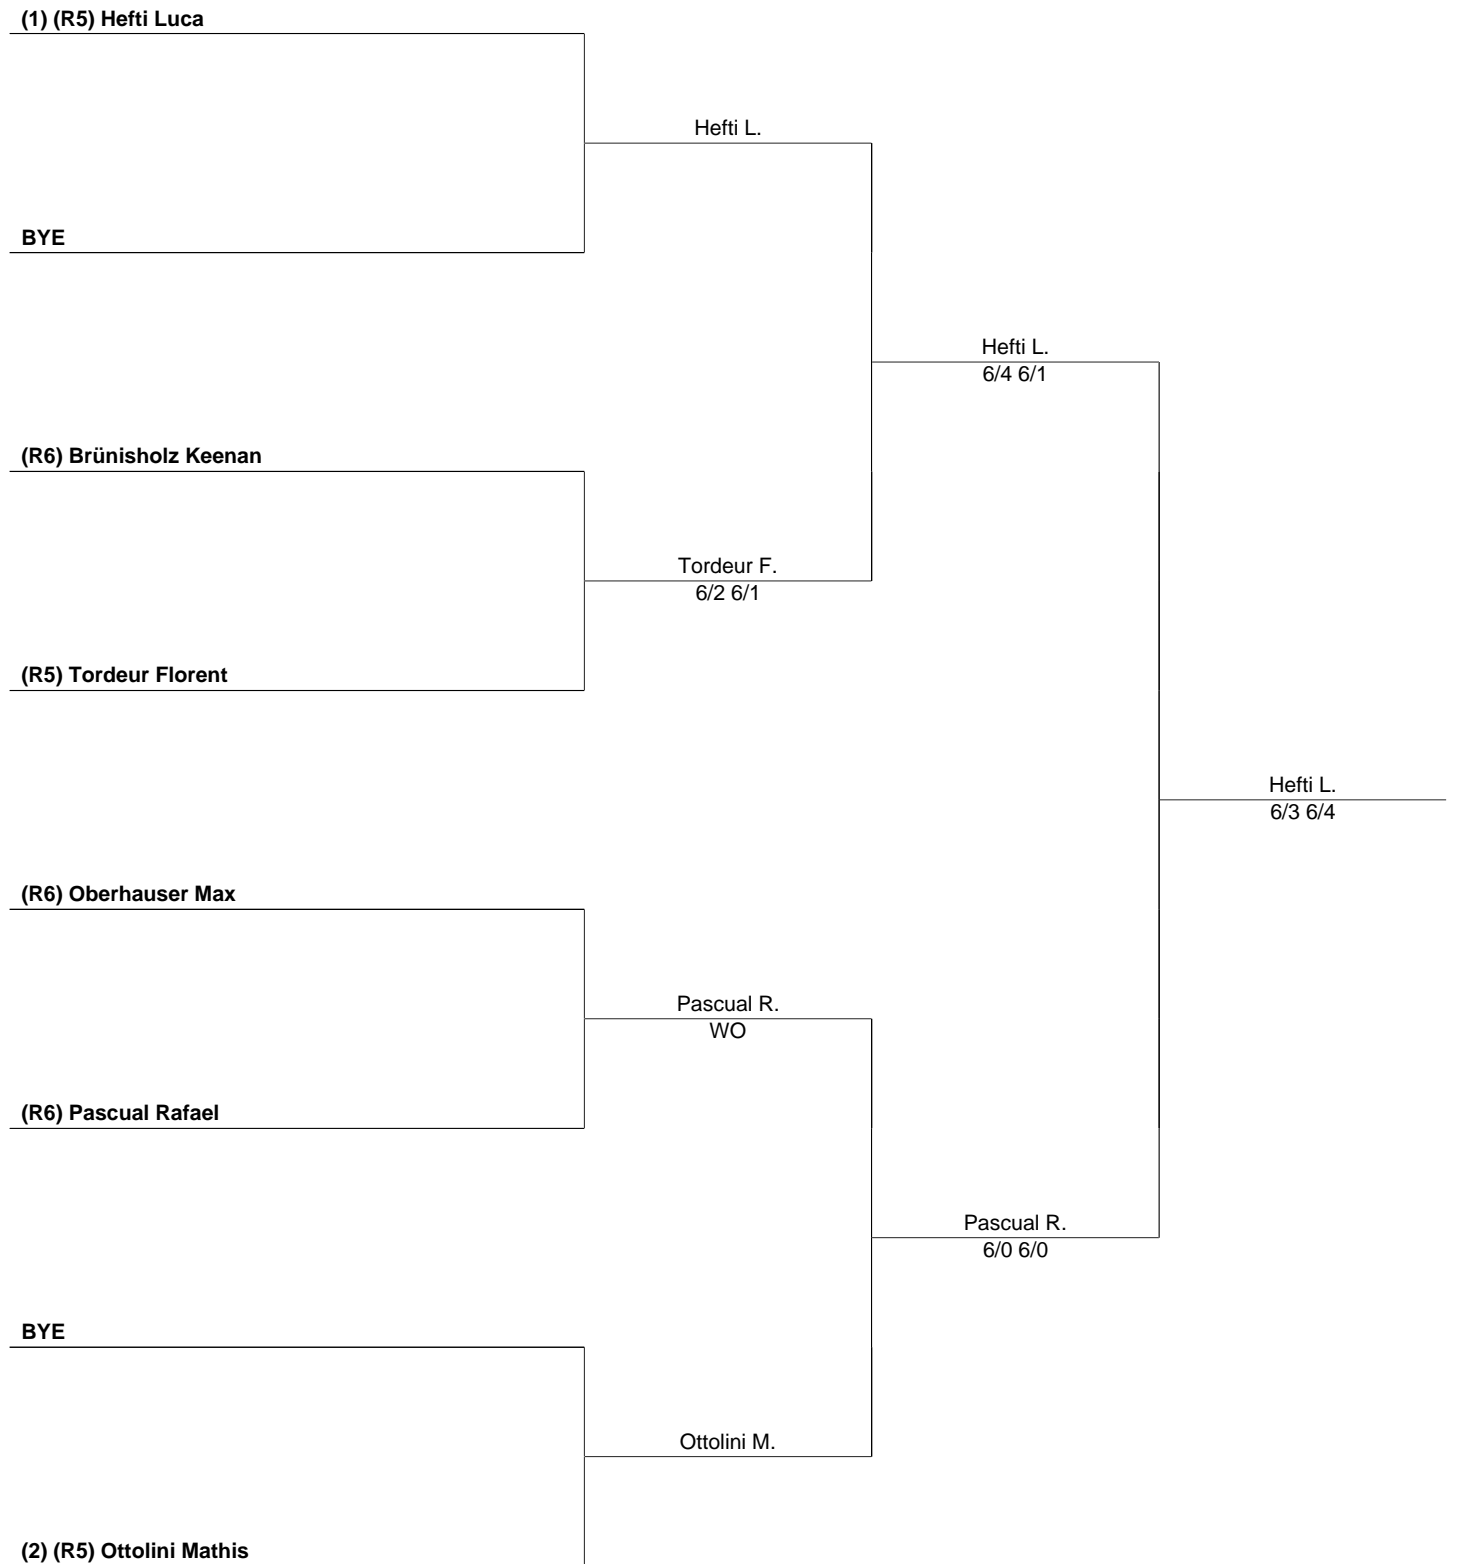 (1) (R5) Hefti Luca
Hefti L.
BYE
Hefti L.
6/4 6/1
(R6) Brünisholz Keenan
Tordeur F.
6/2 6/1
(R5) Tordeur Florent
Hefti L.
6/3 6/4
(R6) Oberhauser Max
Pascual R.
WO
(R6) Pascual Rafael
Pascual R.
6/0 6/0
BYE
Ottolini M.
(2) (R5) Ottolini Mathis